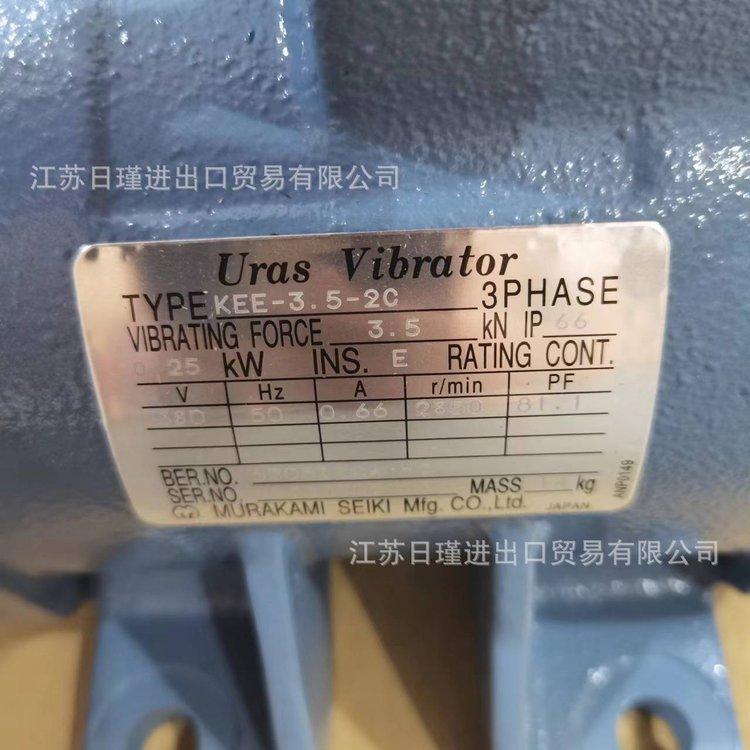 江苏日瑾进出口贸易有限公司
Uras Vibrator
TYPE KEE-3.5-2C 3PHASE
VIBRATING FORCE 3.5 kN IP 66
0.25 kW INS. E RATING CONT.
V Hz A r/min PF
380 50 0.66 2850 81.1
BER.NO.
SER.NO. MASS kg
MURAKAMI SEIKI Mfg. CO.,Ltd. JAPAN
ANP0149
江苏日瑾进出口贸易有限公司